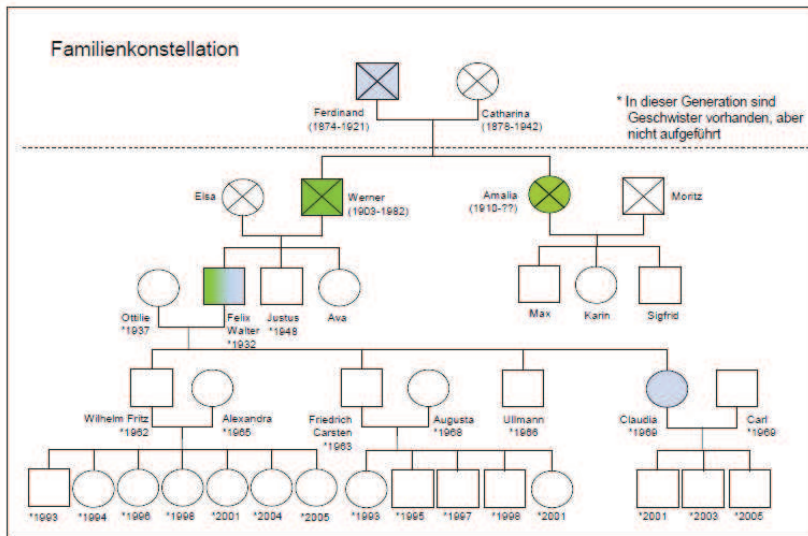 Familienkonstellation
Ferdinand
(1874-1921)
Catharina
(1878-1942)
* In dieser Generation sind
Geschwister vorhanden, aber
nicht aufgeführt
Elsa
Werner
(1903-1982)
Amalia
(1910-??)
Moritz
Ottilie
*1937
Felix
Walter
*1932
Justus
*1948
Ava
Max
Karin
Sigfrid
Wilhelm Fritz
*1962
Alexandra
*1965
Friedrich
Carsten
*1963
Augusta
*1968
Ullmann
*1966
Claudia
*1969
Carl
*1969
*1993
*1994
*1996
*1998
*2001
*2004
*2005
*1993
*1995
*1997
*1998
*2001
*2001
*2003
*2005